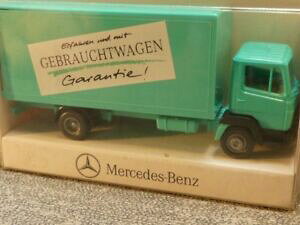 Erfahren und mit
GEBRAUCHTWAGEN
Garantie!
Mercedes-Benz